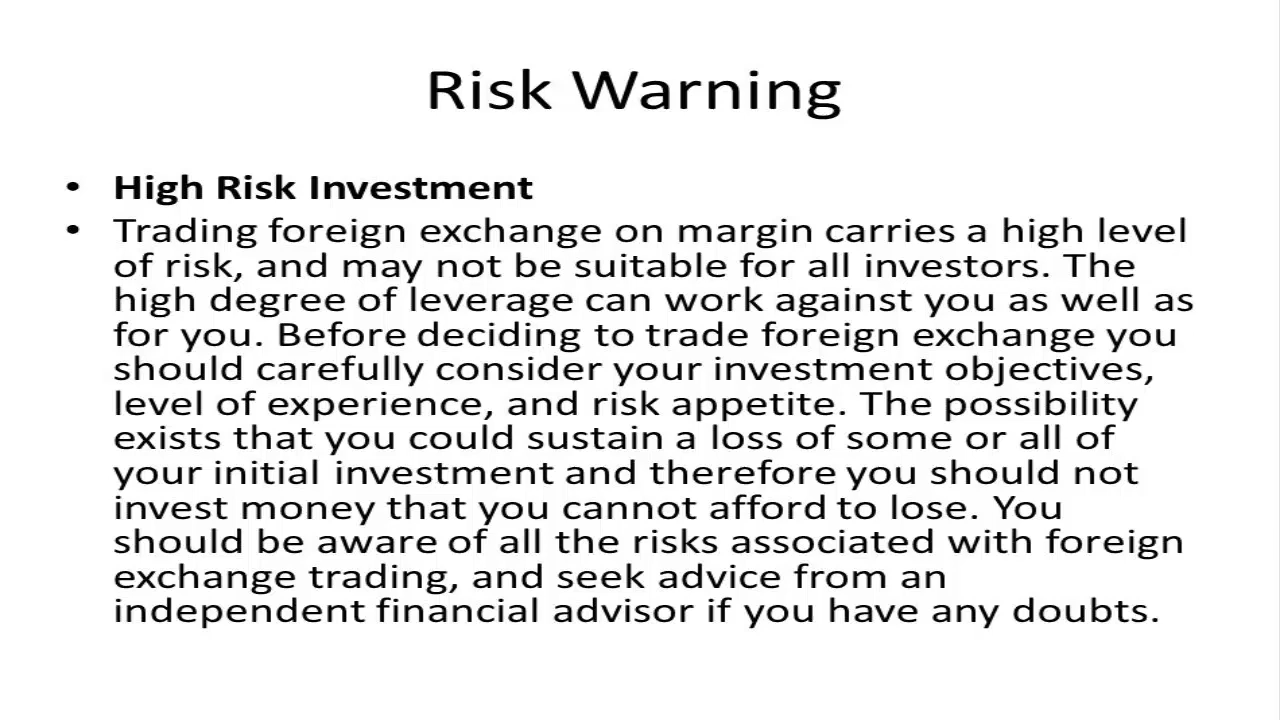 Risk Warning
• High Risk Investment
• Trading foreign exchange on margin carries a high level
of risk, and may not be suitable for all investors. The
high degree of leverage can work against you as well as
for you. Before deciding to trade foreign exchange you
should carefully consider your investment objectives,
level of experience, and risk appetite. The possibility
exists that you could sustain a loss of some or all of
your initial investment and therefore you should not
invest money that you cannot afford to lose. You
should be aware of all the risks associated with foreign
exchange trading, and seek advice from an
independent financial advisor if you have any doubts.